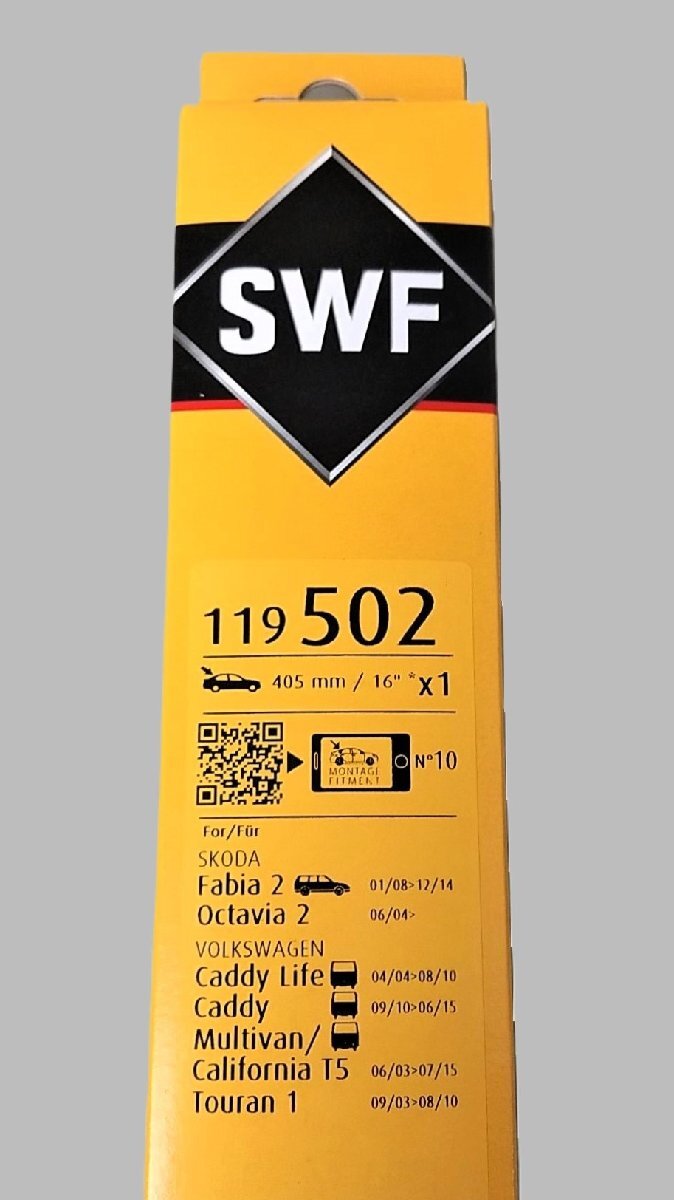 SWF
119 502
405 mm / 16" *x1
MONTAGE
FITMENT
N°10
For/Für
SKODA
Fabia 2 01/08>12/14
Octavia 2 06/04>
VOLKSWAGEN
Caddy Life 04/04>08/10
Caddy 09/10>06/15
Multivan/
California T5 06/03>07/15
Touran 1 09/03>08/10